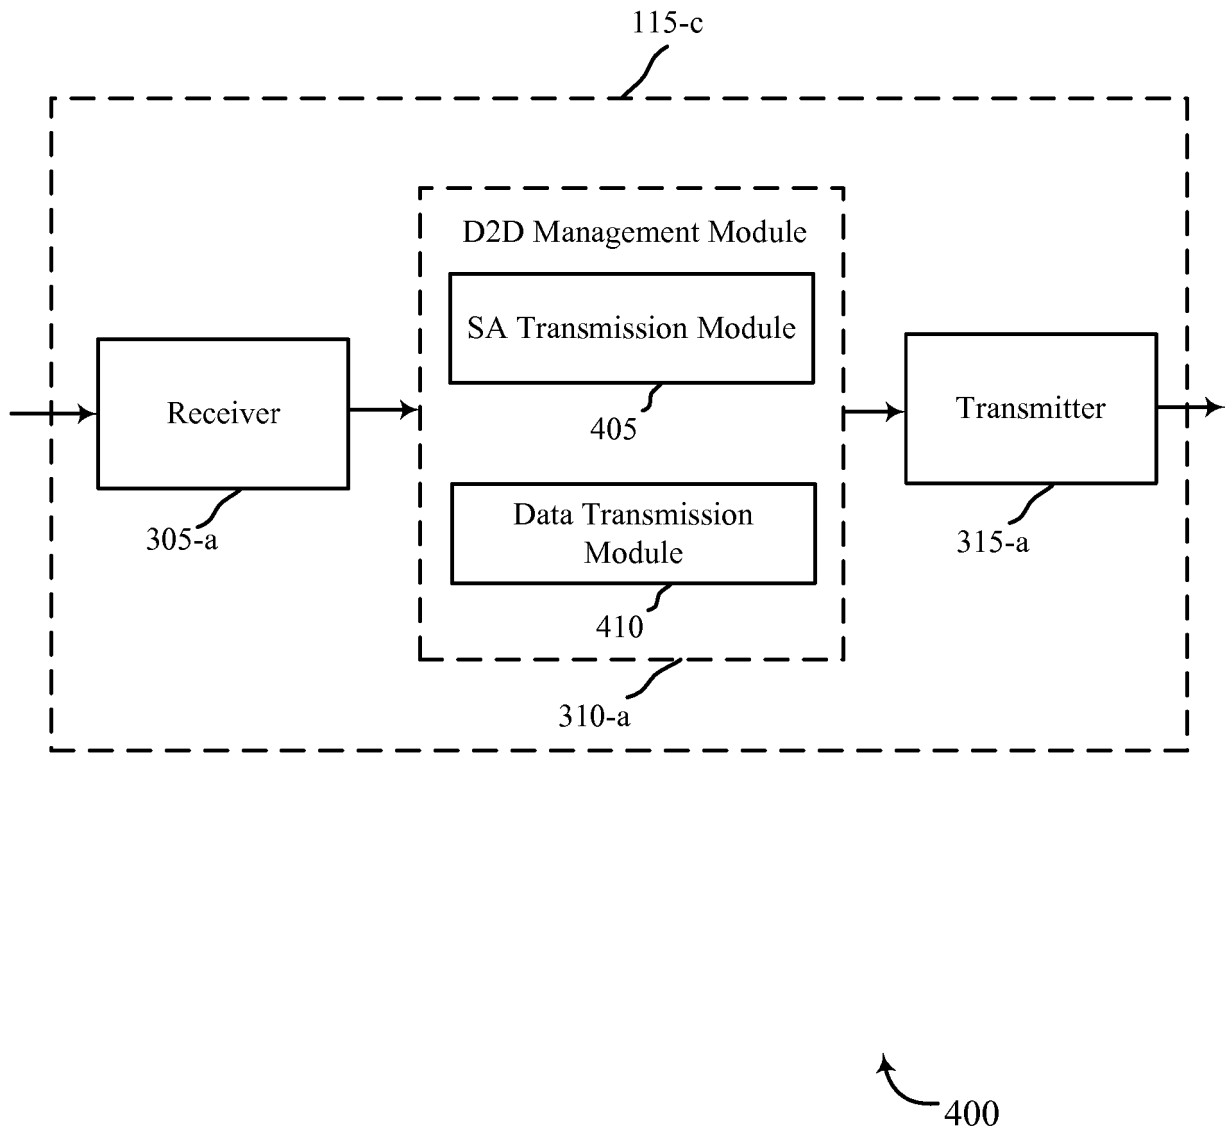 115-c
D2D Management Module
SA Transmission Module
405
Receiver
305-a
Data Transmission
Module
410
310-a
Transmitter
315-a
400